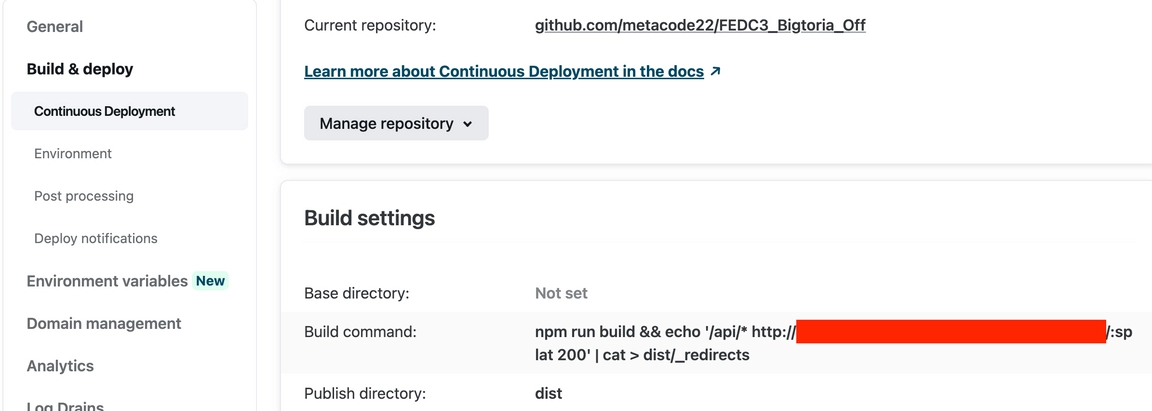 General
Build & deploy
Continuous Deployment
Environment
Post processing
Deploy notifications
Environment variables New
Domain management
Analytics
Log Drains
Current repository: github.com/metacode22/FEDC3_Bigtoria_Off
Learn more about Continuous Deployment in the docs ↗
Manage repository
Build settings
Base directory: Not set
Build command: npm run build && echo '/api/* http:// /:sp
lat 200' | cat > dist/_redirects
Publish directory: dist